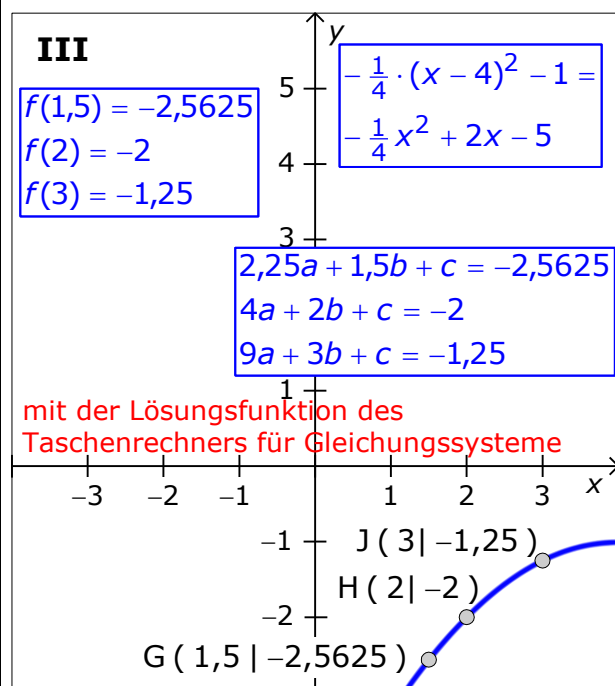 III
y
f(1,5) = −2,5625
f(2) = −2
f(3) = −1,25
−1/4 · (x − 4)² − 1 =
−1/4 x² + 2x − 5
5
4
3
2,25a + 1,5b + c = −2,5625
4a + 2b + c = −2
9a + 3b + c = −1,25
1
mit der Lösungsfunktion des
Taschenrechners für Gleichungssysteme
−3 −2 −1 1 2 3 x
−1
J ( 3| −1,25 )
H ( 2| −2 )
−2
G ( 1,5 | −2,5625 )